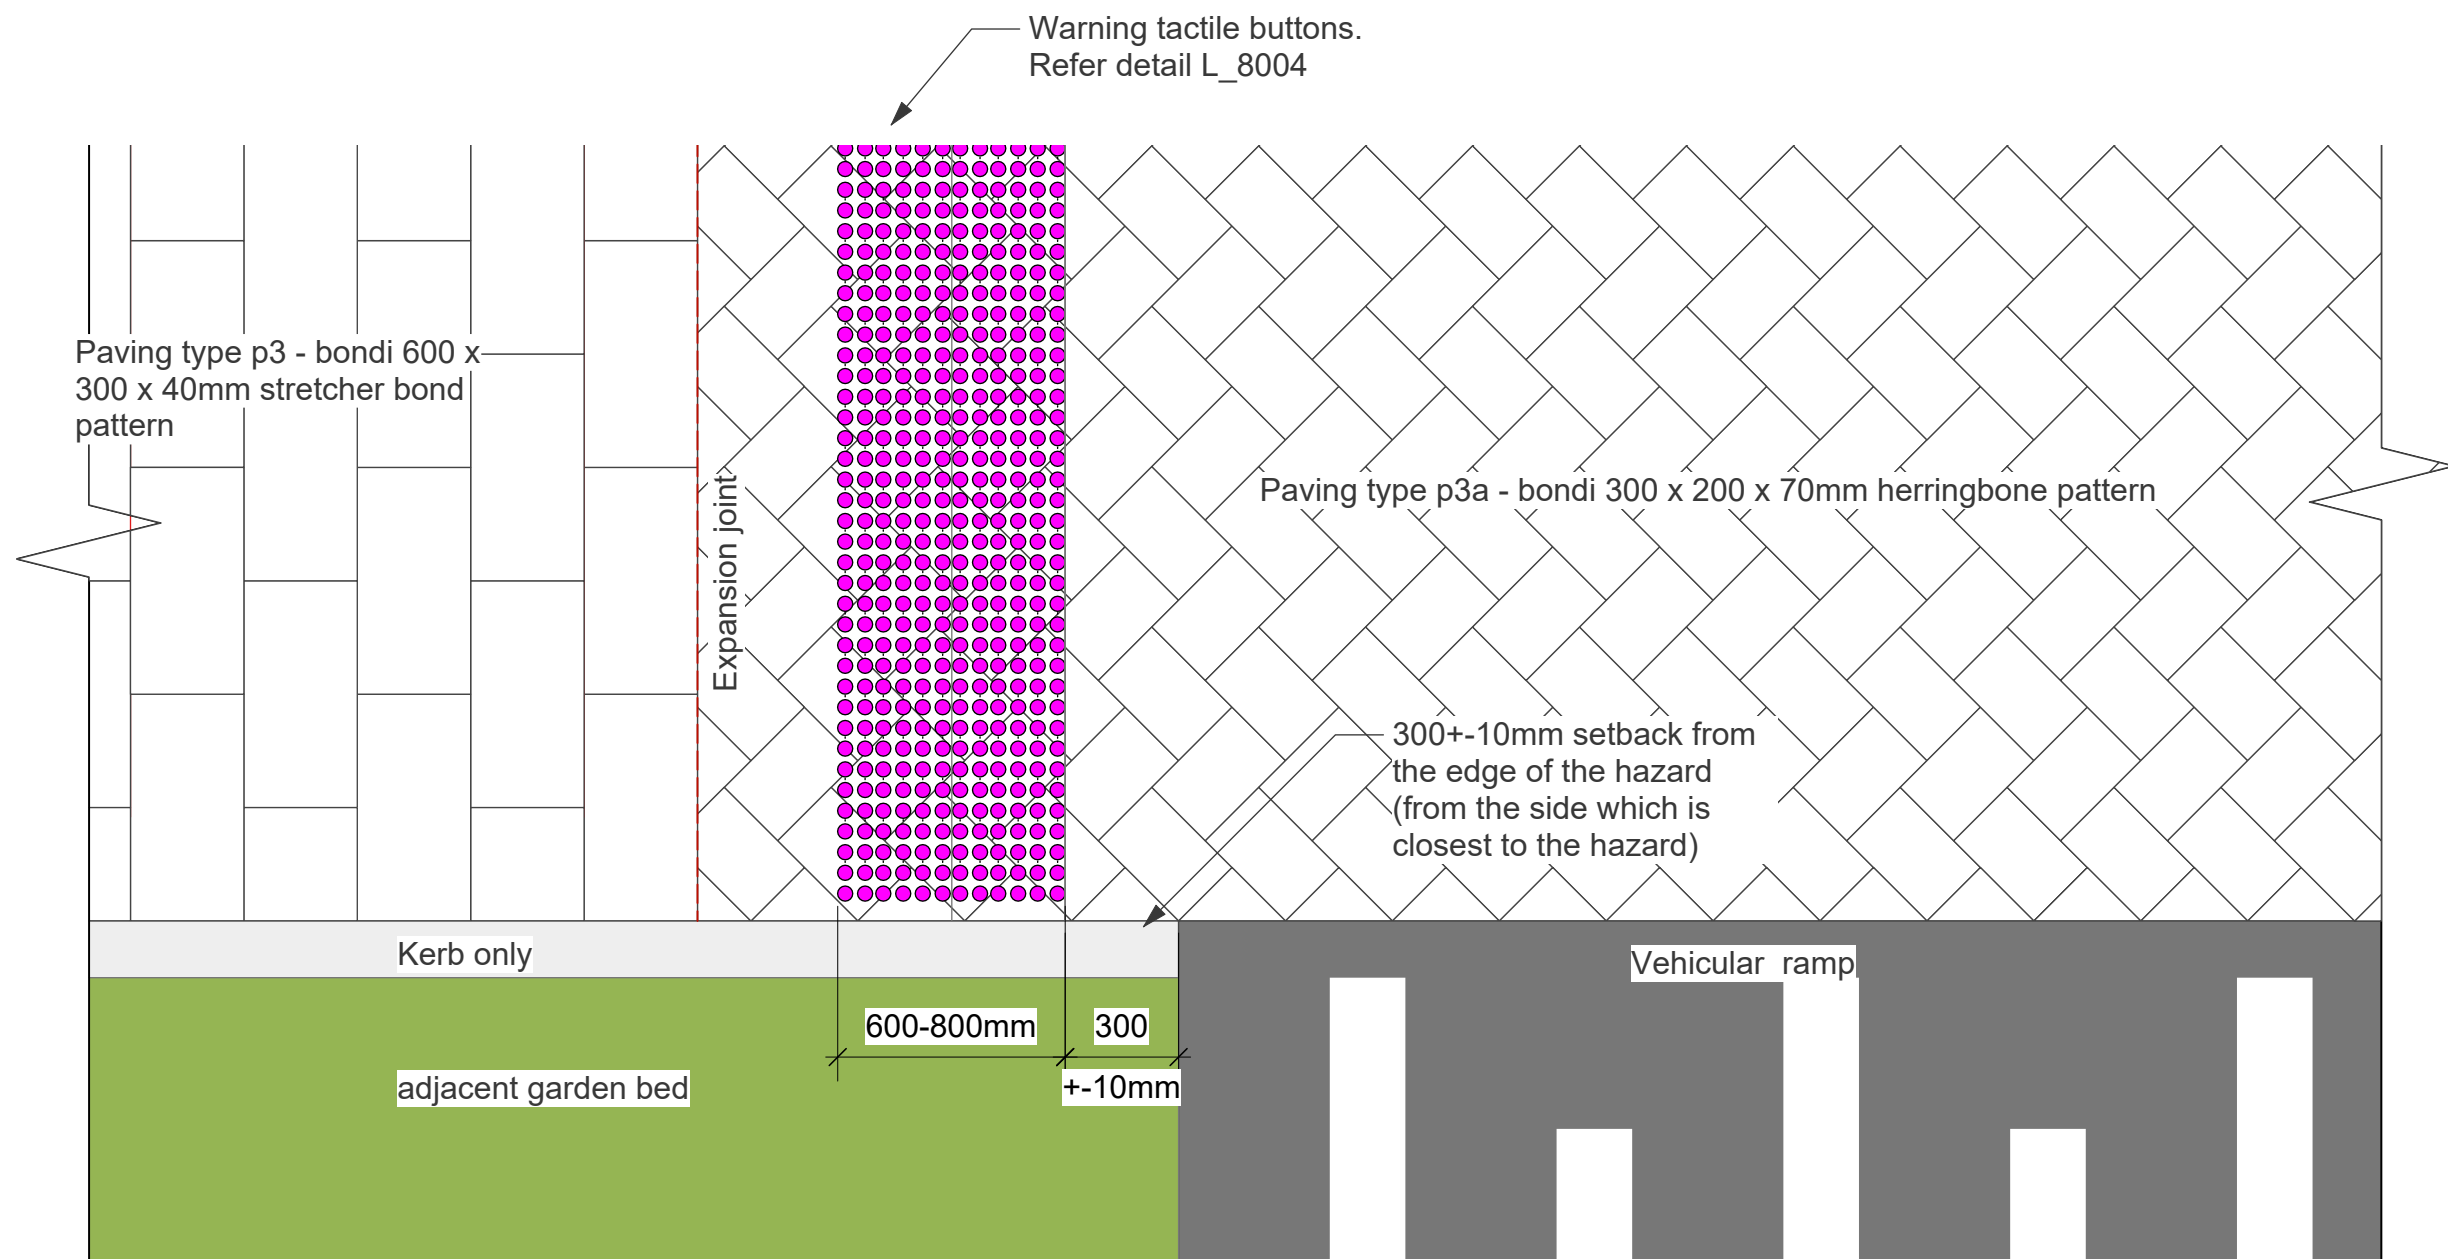 Warning tactile buttons.
Refer detail L_8004
Paving type p3 - bondi 600 x
300 x 40mm stretcher bond
pattern
Expansion joint
Paving type p3a - bondi 300 x 200 x 70mm herringbone pattern
300+-10mm setback from
the edge of the hazard
(from the side which is
closest to the hazard)
Kerb only
Vehicular ramp
600-800mm
300
+-10mm
adjacent garden bed